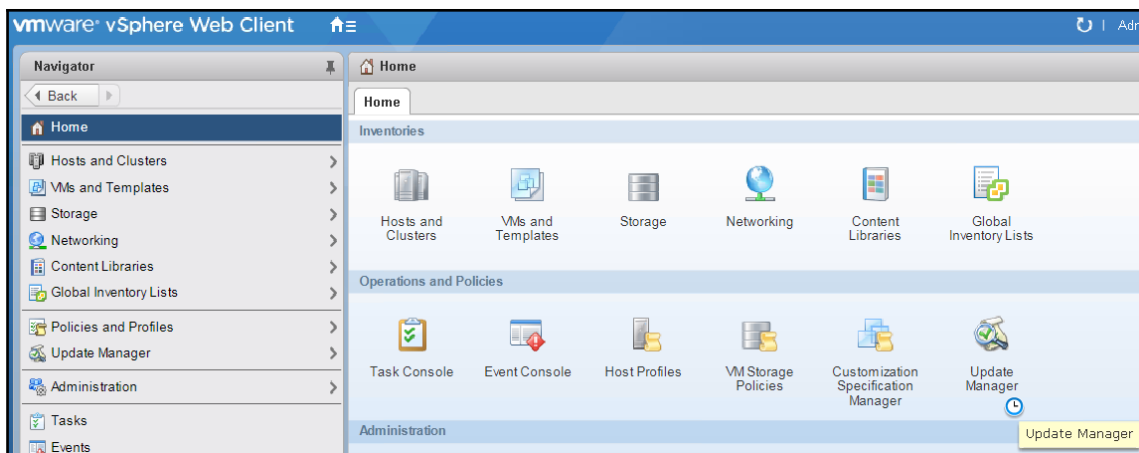 vmware® vSphere Web Client
Navigator
Back
Home
Hosts and Clusters
VMs and Templates
Storage
Networking
Content Libraries
Global Inventory Lists
Policies and Profiles
Update Manager
Administration
Tasks
Events
Home
Home
Inventories
Hosts and
Clusters
VMs and
Templates
Storage
Networking
Content
Libraries
Global
Inventory Lists
Operations and Policies
Task Console
Event Console
Host Profiles
VM Storage
Policies
Customization
Specification
Manager
Update
Manager
Administration
Update Manager